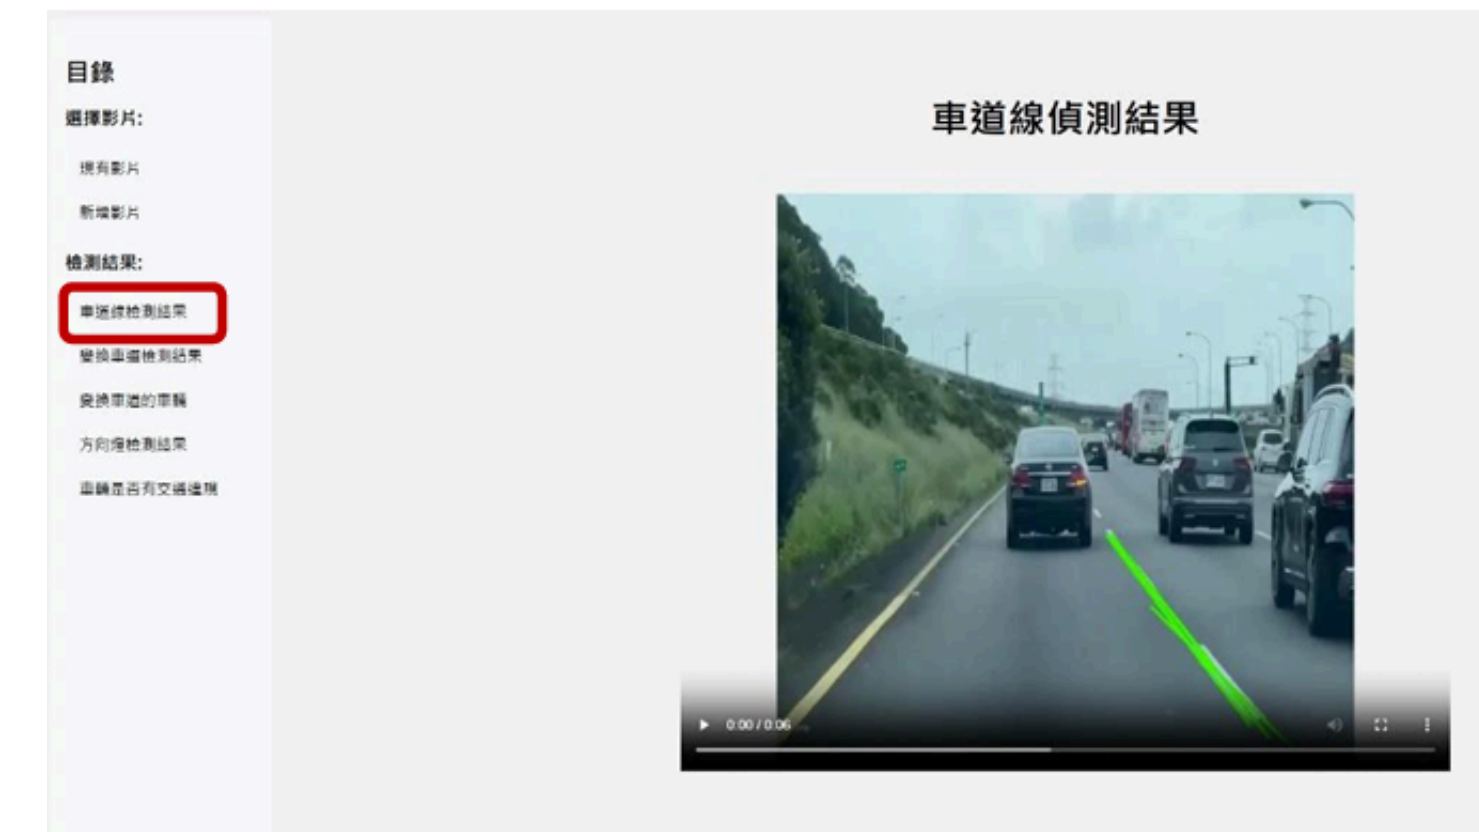 目錄
選擇影片:
現有影片
新增影片
檢測結果:
車道線檢測結果
變換車道檢測結果
變換車道的車輛
方向燈檢測結果
車輛是否有交通違規
車道線偵測結果
0:00 / 0:06